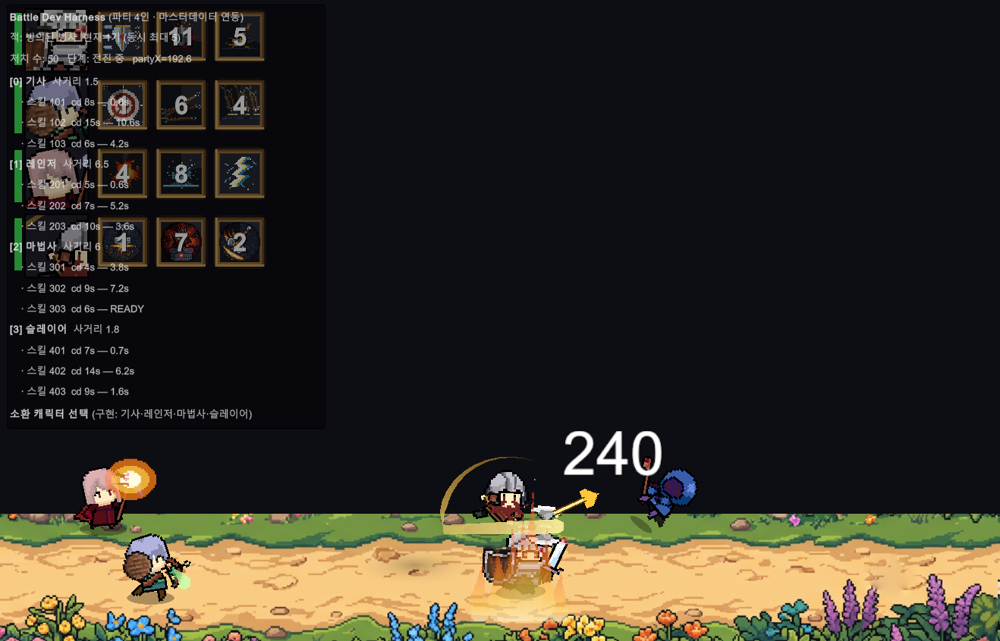 Battle Dev Harness (파티 4인 · 마스터데이터 연동)
적: 빙의된 병사 현재 1기 (동시 최대 5)
처치 수: 50 단계: 전진 중 partyX=192.6
[0] 기사 사거리 1.5
· 스킬 101 cd 8s — 0.0s
· 스킬 102 cd 15s — 10.6s
· 스킬 103 cd 6s — 4.2s
[1] 레인저 사거리 6.5
· 스킬 201 cd 5s — 0.6s
· 스킬 202 cd 7s — 5.2s
· 스킬 203 cd 10s — 3.6s
[2] 마법사 사거리 6
· 스킬 301 cd 4s — 3.8s
· 스킬 302 cd 9s — 7.2s
· 스킬 303 cd 6s — READY
[3] 슬레이어 사거리 1.8
· 스킬 401 cd 7s — 0.7s
· 스킬 402 cd 14s — 6.2s
· 스킬 403 cd 9s — 1.6s
소환 캐릭터 선택 (구현: 기사·레인저·마법사·슬레이어)
11 5
1 6 4
4 8
1 7 2
240